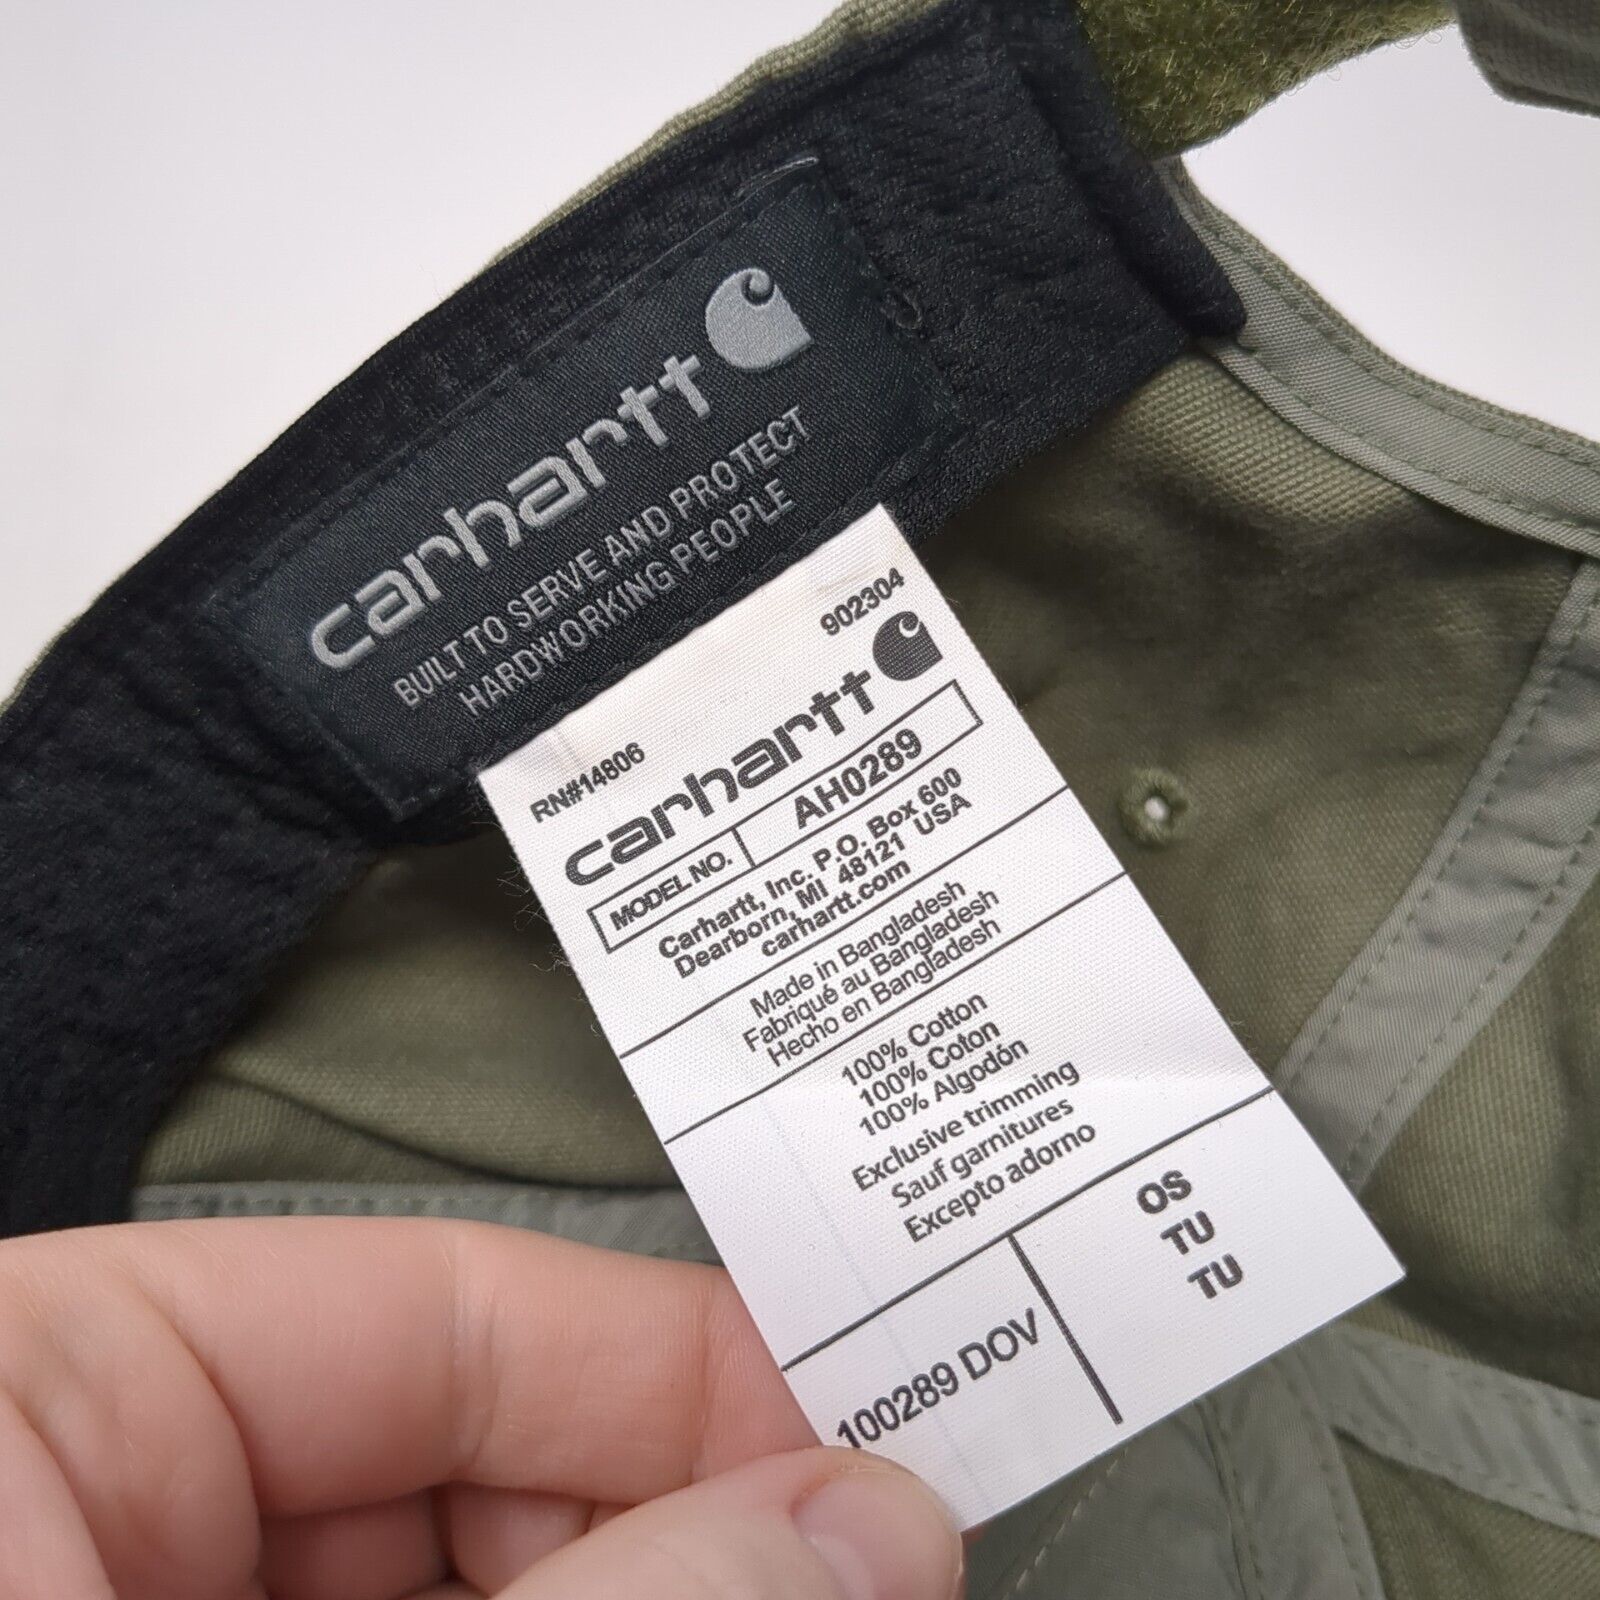 carhartt
BUILT TO SERVE AND PROTECT
HARDWORKING PEOPLE
RN#14806
902304
carhartt
MODEL NO.
AH0289
Carhartt, Inc. P.O. Box 600
Dearborn, MI 48121 USA
carhartt.com
Made in Bangladesh
Fabriqué au Bangladesh
Hecho en Bangladesh
100% Cotton
100% Coton
100% Algodón
Exclusive trimming
Sauf garnitures
Excepto adorno
100289 DOV
OS
TU
TU